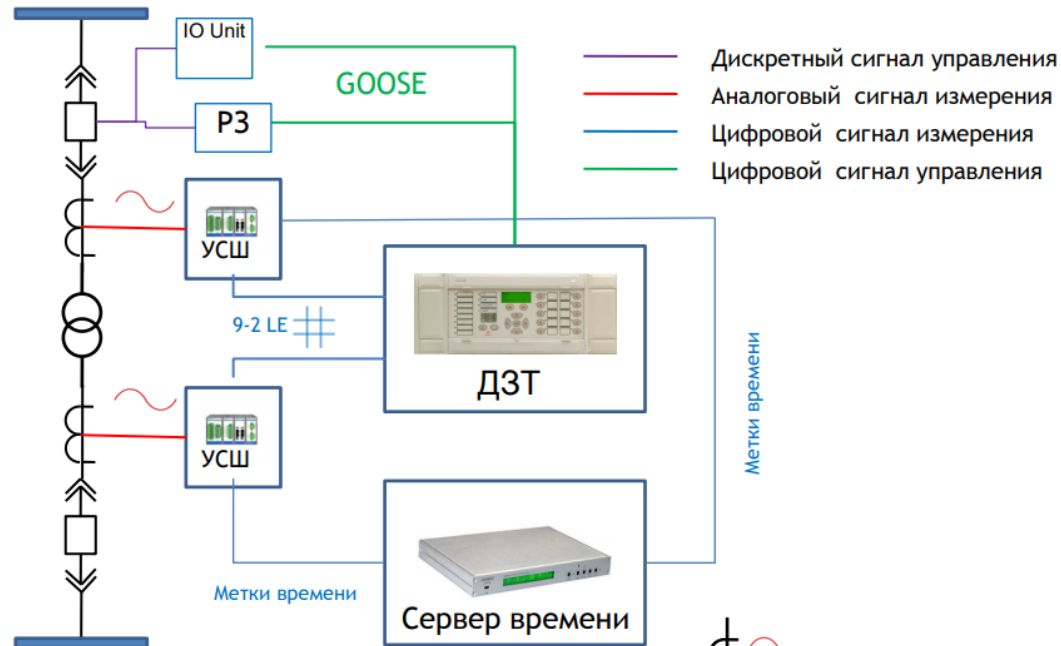 IO Unit
GOOSE
РЗ
Дискретный сигнал управления
Аналоговый сигнал измерения
Цифровой сигнал измерения
Цифровой сигнал управления
УСШ
9-2 LE
ДЗТ
УСШ
Метки времени
Метки времени
Сервер времени